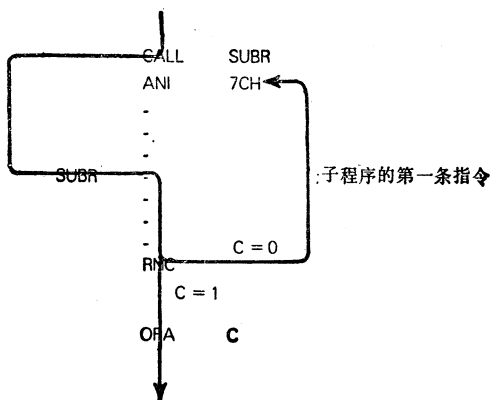 CALL SUBR
ANI 7CH
SUBR ;子程序的第一条指令
C = 0
RNC
C = 1
ORA C